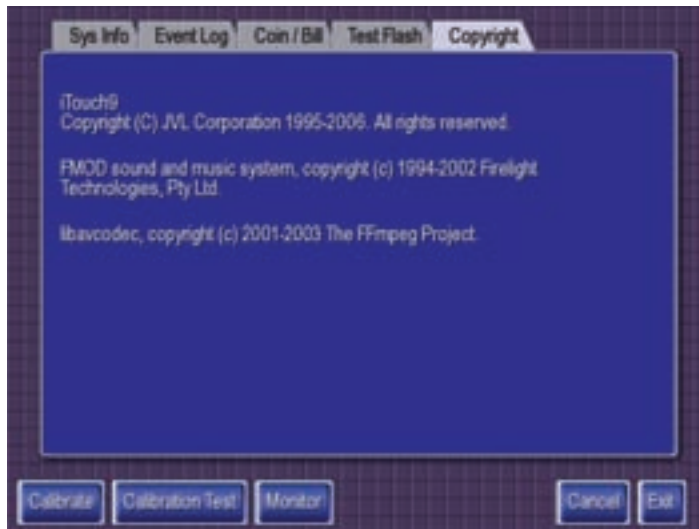 Sys Info Event Log Coin / Bill Test Flash Copyright
iTouch9
Copyright (C) JVL Corporation 1995-2006. All rights reserved.
FMOD sound and music system, copyright (c) 1994-2002 Firelight
Technologies, Pty Ltd.
libavcodec, copyright (c) 2001-2003 The FFmpeg Project.
Calibrate Calibration Test Monitor Cancel Exit